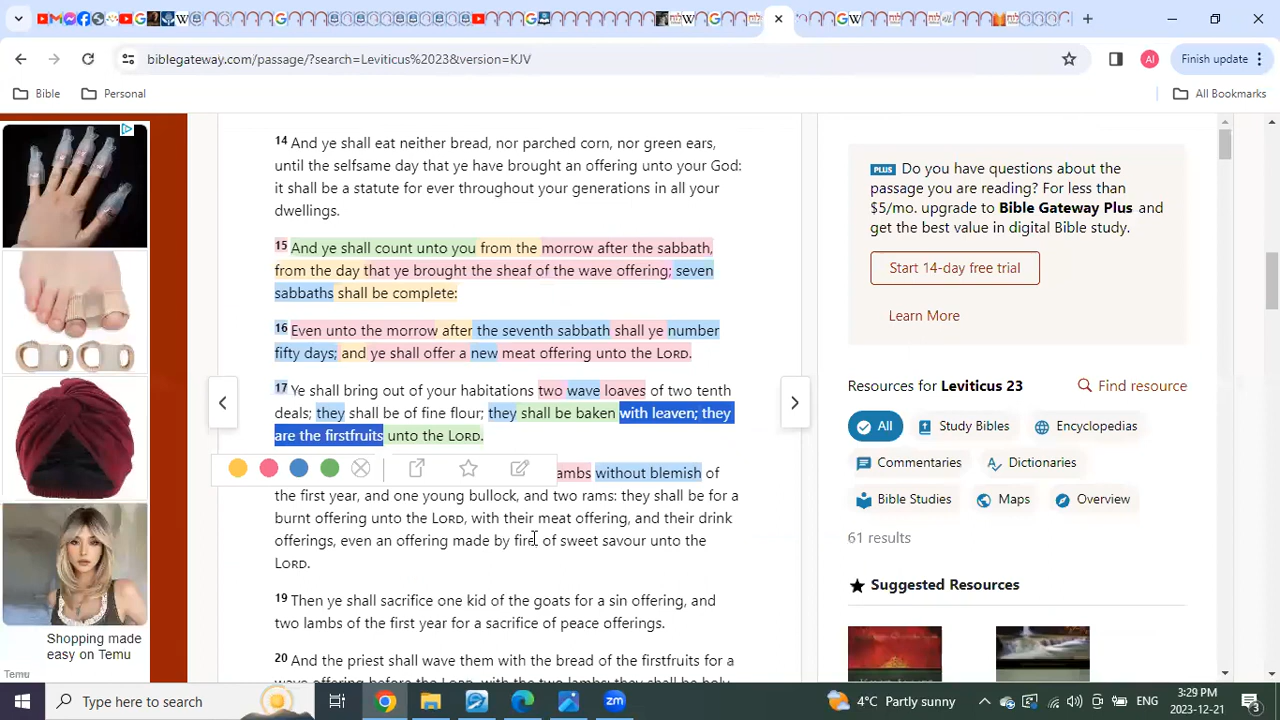 biblegateway.com/passage/?search=Leviticus%2023&version=KJV
AI
Finish update
Bible
Personal
All Bookmarks
14 And ye shall eat neither bread, nor parched corn, nor green ears,
until the selfsame day that ye have brought an offering unto your God:
it shall be a statute for ever throughout your generations in all your
dwellings.
15 And ye shall count unto you from the morrow after the sabbath,
from the day that ye brought the sheaf of the wave offering; seven
sabbaths shall be complete:
16 Even unto the morrow after the seventh sabbath shall ye number
fifty days; and ye shall offer a new meat offering unto the LORD.
17 Ye shall bring out of your habitations two wave loaves of two tenth
deals; they shall be of fine flour; they shall be baken with leaven; they
are the firstfruits unto the LORD.
lambs without blemish of
the first year, and one young bullock, and two rams: they shall be for a
burnt offering unto the LORD, with their meat offering, and their drink
offerings, even an offering made by fire, of sweet savour unto the
LORD.
19 Then ye shall sacrifice one kid of the goats for a sin offering, and
two lambs of the first year for a sacrifice of peace offerings.
20 And the priest shall wave them with the bread of the firstfruits for a
Shopping made
easy on Temu
Temu
PLUS Do you have questions about the
passage you are reading? For less than
$5/mo. upgrade to Bible Gateway Plus and
get the best value in digital Bible study.
Start 14-day free trial
Learn More
Resources for Leviticus 23
Find resource
All
Study Bibles
Encyclopedias
Commentaries
Dictionaries
Bible Studies
Maps
Overview
61 results
Suggested Resources
Type here to search
4°C Partly sunny
ENG
3:29 PM
2023-12-21
3